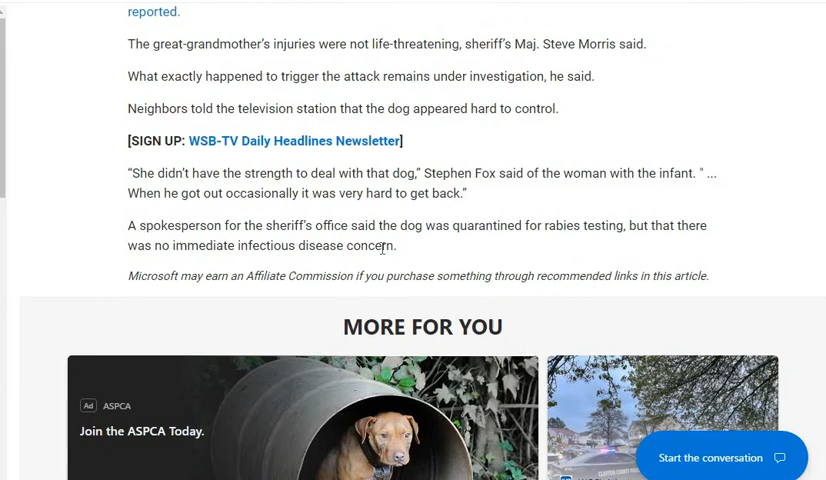 reported.
The great-grandmother’s injuries were not life-threatening, sheriff’s Maj. Steve Morris said.
What exactly happened to trigger the attack remains under investigation, he said.
Neighbors told the television station that the dog appeared hard to control.
[SIGN UP: WSB-TV Daily Headlines Newsletter]
“She didn’t have the strength to deal with that dog,” Stephen Fox said of the woman with the infant. " ...
When he got out occasionally it was very hard to get back.”
A spokesperson for the sheriff’s office said the dog was quarantined for rabies testing, but that there
was no immediate infectious disease concern.
Microsoft may earn an Affiliate Commission if you purchase something through recommended links in this article.
MORE FOR YOU
Ad ASPCA
Join the ASPCA Today.
Start the conversation